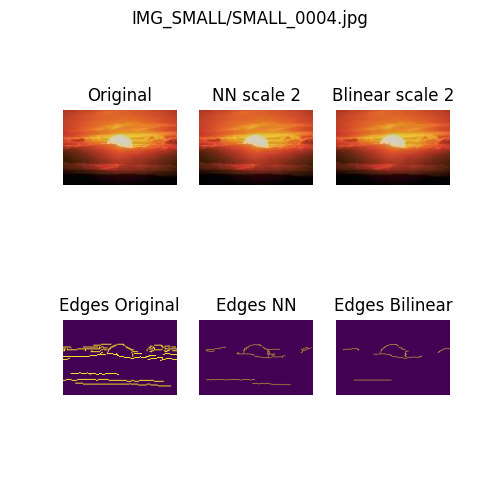 IMG_SMALL/SMALL_0004.jpg
Original
NN scale 2
Blinear scale 2
Edges Original
Edges NN
Edges Bilinear